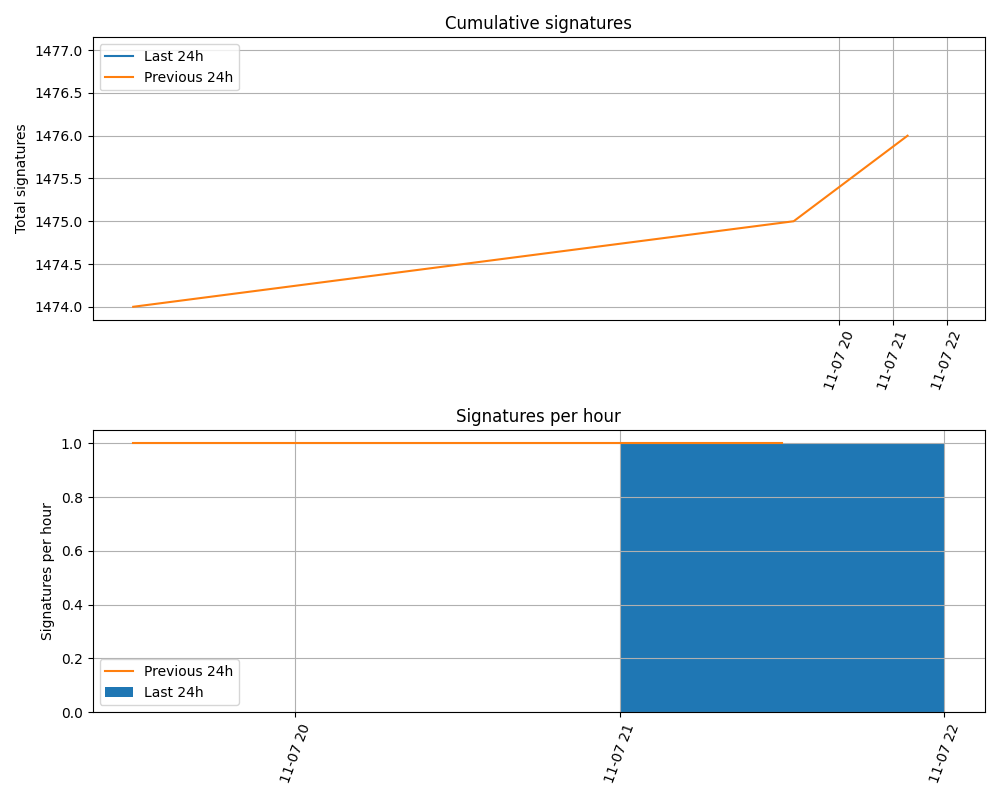 Cumulative signatures
Total signatures
1477.0
1476.5
1476.0
1475.5
1475.0
1474.5
1474.0
Last 24h
Previous 24h
11-07 20
11-07 21
11-07 22
Signatures per hour
Signatures per hour
1.0
0.8
0.6
0.4
0.2
0.0
Previous 24h
Last 24h
11-07 20
11-07 21
11-07 22